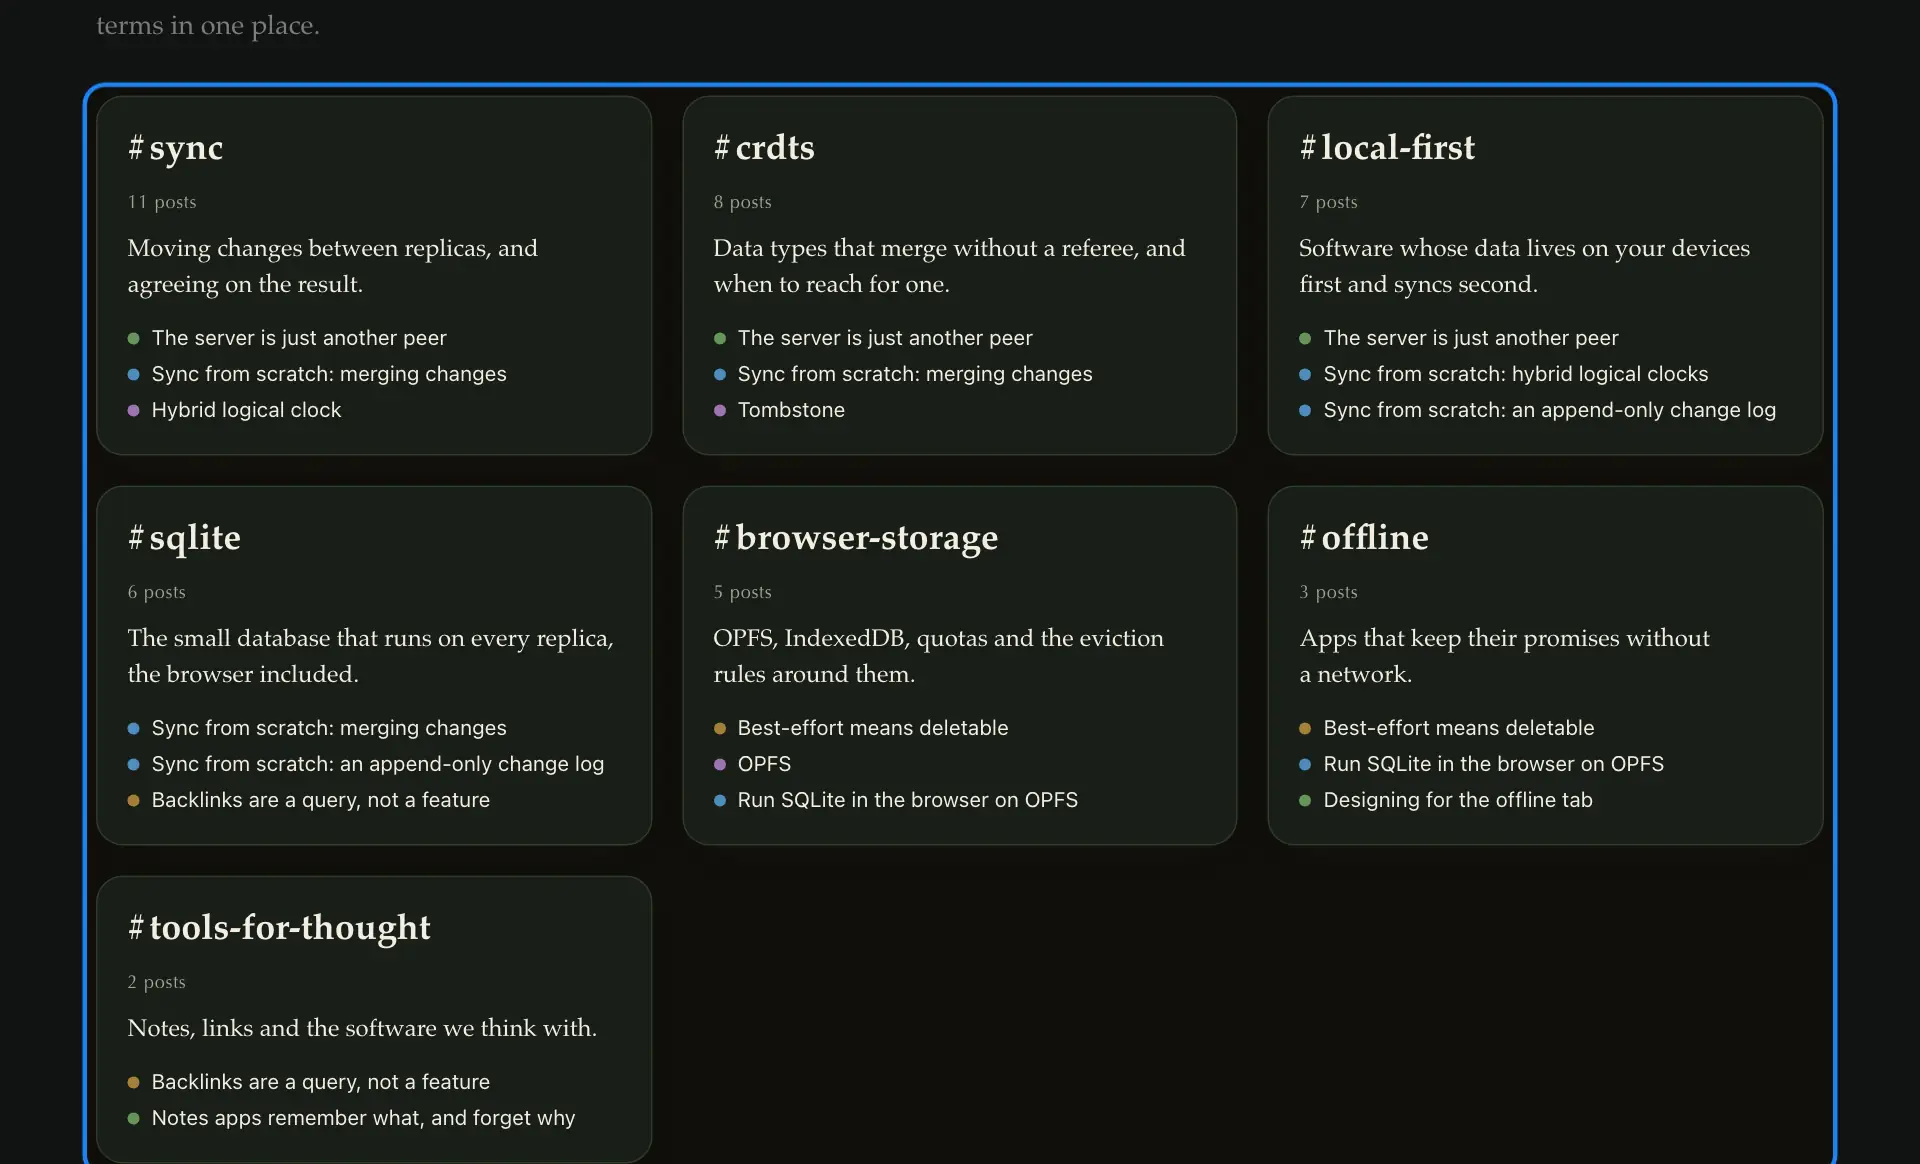 terms in one place.
#sync
11 posts
Moving changes between replicas, and
agreeing on the result.
The server is just another peer
Sync from scratch: merging changes
Hybrid logical clock
#crdts
8 posts
Data types that merge without a referee, and
when to reach for one.
The server is just another peer
Sync from scratch: merging changes
Tombstone
#local-first
7 posts
Software whose data lives on your devices
first and syncs second.
The server is just another peer
Sync from scratch: hybrid logical clocks
Sync from scratch: an append-only change log
#sqlite
6 posts
The small database that runs on every replica,
the browser included.
Sync from scratch: merging changes
Sync from scratch: an append-only change log
Backlinks are a query, not a feature
#browser-storage
5 posts
OPFS, IndexedDB, quotas and the eviction
rules around them.
Best-effort means deletable
OPFS
Run SQLite in the browser on OPFS
#offline
3 posts
Apps that keep their promises without
a network.
Best-effort means deletable
Run SQLite in the browser on OPFS
Designing for the offline tab
#tools-for-thought
2 posts
Notes, links and the software we think with.
Backlinks are a query, not a feature
Notes apps remember what, and forget why